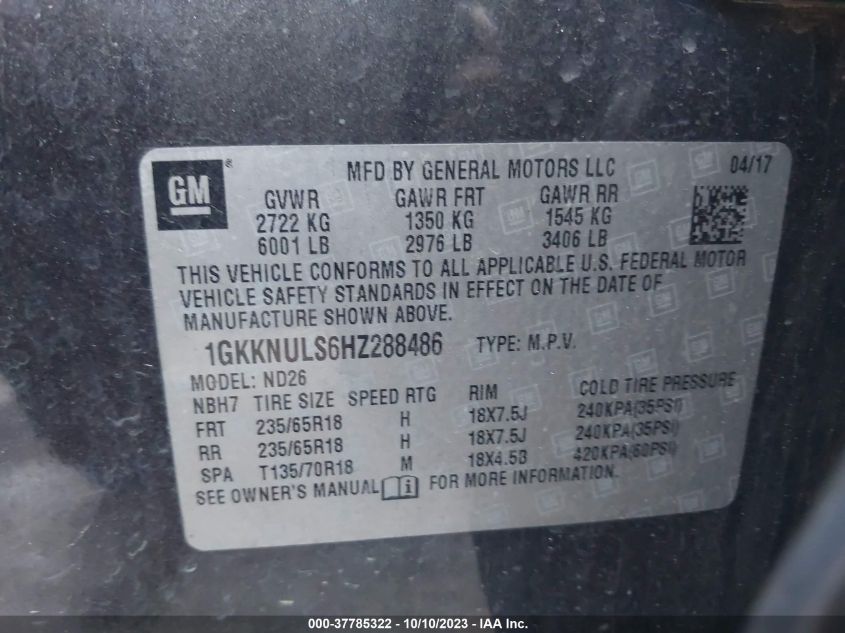 GM ® MFD BY GENERAL MOTORS LLC 04/17
GVWR GAWR FRT GAWR RR
2722 KG 1350 KG 1545 KG
6001 LB 2976 LB 3406 LB
THIS VEHICLE CONFORMS TO ALL APPLICABLE U.S. FEDERAL MOTOR
VEHICLE SAFETY STANDARDS IN EFFECT ON THE DATE OF
MANUFACTURE SHOWN ABOVE.
1GKKNULS6HZ288486 TYPE: M.P.V.
MODEL: ND26
NBH7 TIRE SIZE SPEED RTG RIM COLD TIRE PRESSURE
FRT 235/65R18 H 18X7.5J 240KPA(35PSI)
RR 235/65R18 H 18X7.5J 240KPA(35PSI)
SPA T135/70R18 M 18X4.5B 420KPA(60PSI)
SEE OWNER'S MANUAL FOR MORE INFORMATION.
000-37785322 - 10/10/2023 - IAAI.com